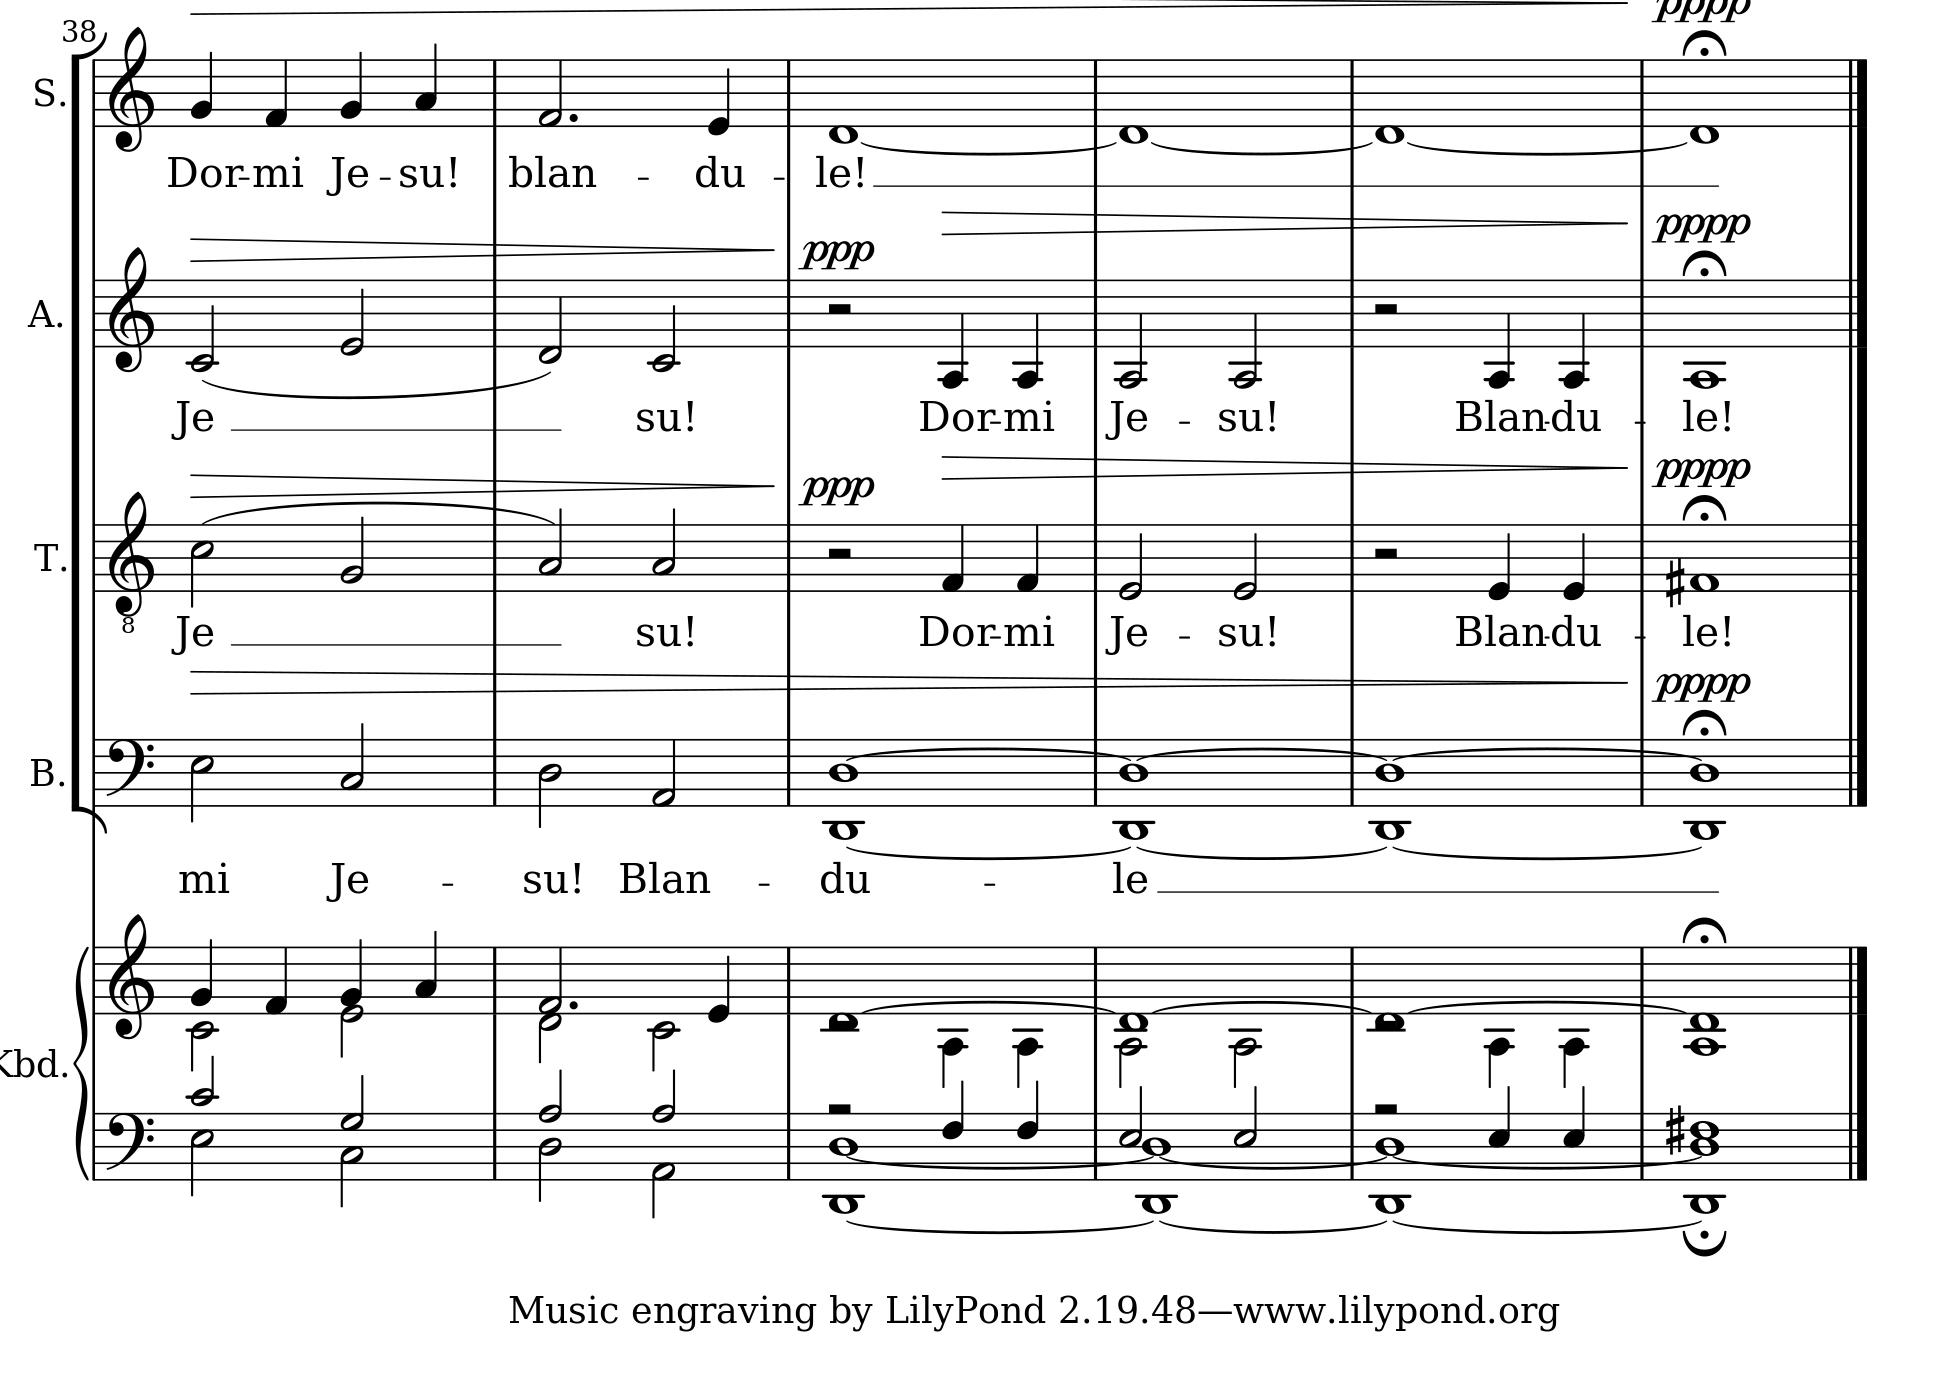 pppp
38
S.
Dor-mi Je-su! blan - du - le!
ppp pppp
A.
Je su! Dor-mi Je - su! Blan-du - le!
ppp pppp
T.
8
Je su! Dor-mi Je - su! Blan-du - le!
pppp
B.
mi Je - su! Blan - du - le
Kbd.
Music engraving by LilyPond 2.19.48—www.lilypond.org